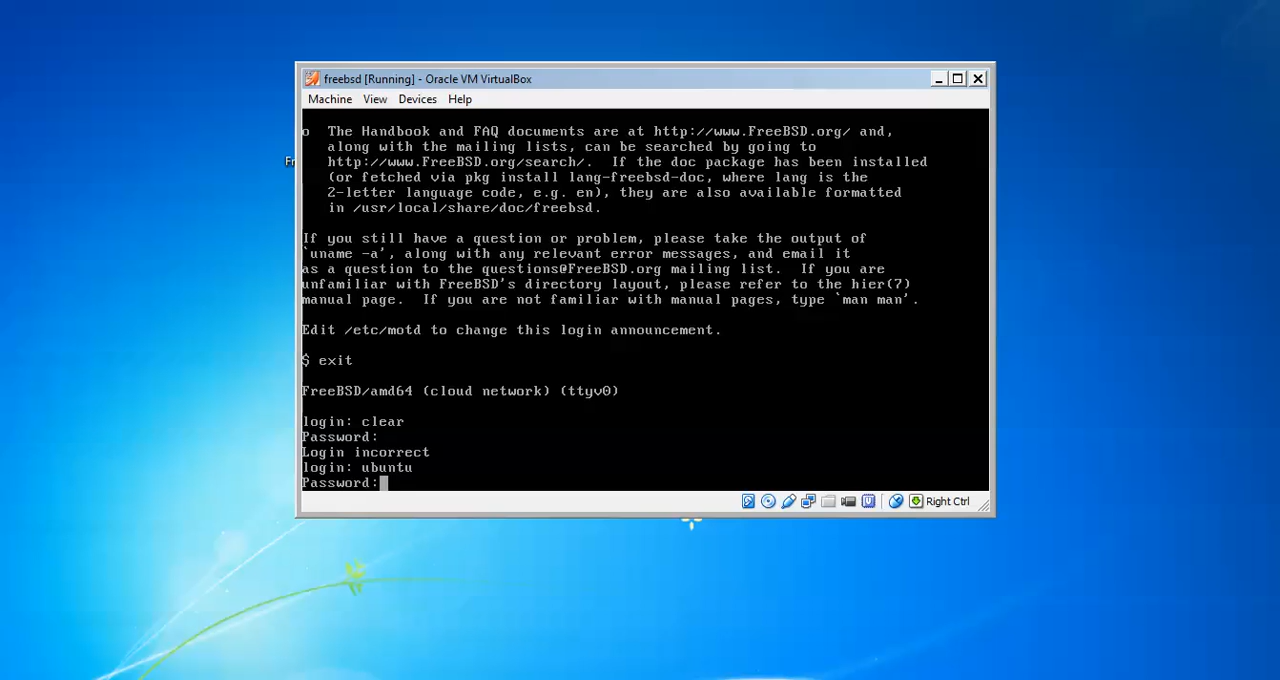 freebsd [Running] - Oracle VM VirtualBox
Machine View Devices Help
o The Handbook and FAQ documents are at http://www.FreeBSD.org/ and,
along with the mailing lists, can be searched by going to
http://www.FreeBSD.org/search/. If the doc package has been installed
(or fetched via pkg install lang-freebsd-doc, where lang is the
2-letter language code, e.g. en), they are also available formatted
in /usr/local/share/doc/freebsd.
If you still have a question or problem, please take the output of
`uname -a', along with any relevant error messages, and email it
as a question to the questions@FreeBSD.org mailing list. If you are
unfamiliar with FreeBSD's directory layout, please refer to the hier(7)
manual page. If you are not familiar with manual pages, type `man man'.
Edit /etc/motd to change this login announcement.
$ exit
FreeBSD/amd64 (cloud network) (ttyv0)
login: clear
Password:
Login incorrect
login: ubuntu
Password:
Right Ctrl